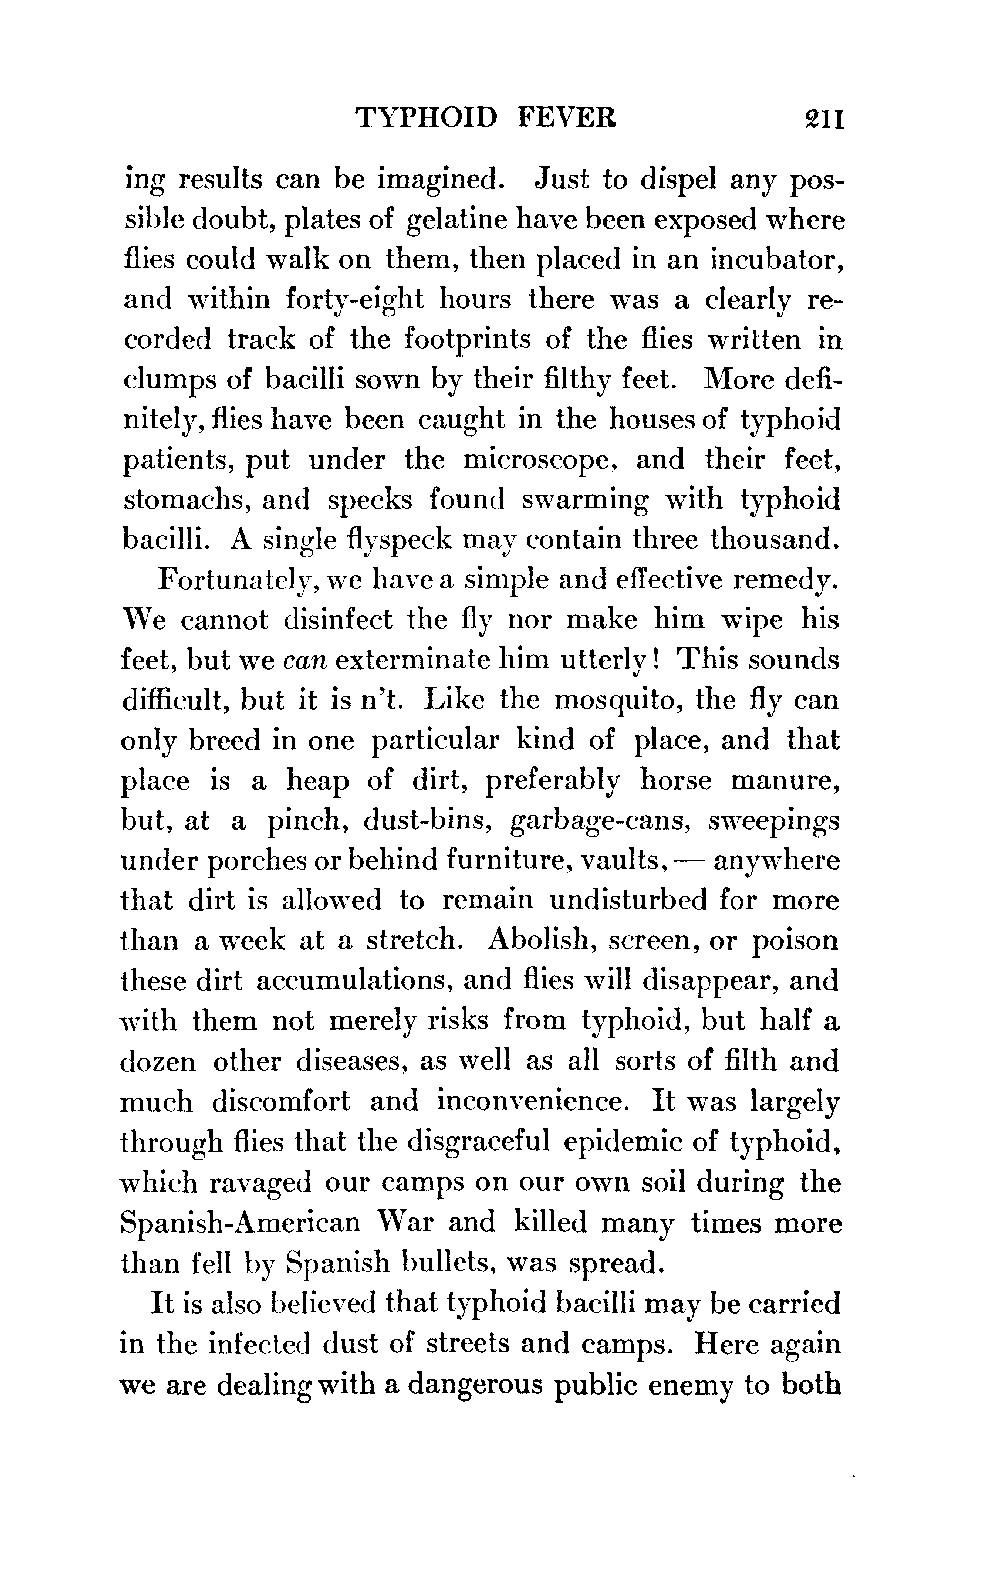 TYPHOID FEVER 211
ing results can be imagined. Just to dispel any pos-
sible doubt, plates of gelatine have been exposed where
flies could walk on them, then placed in an incubator,
and within forty-eight hours there was a clearly re-
corded track of the footprints of the flies written in
clumps of bacilli sown by their filthy feet. More defi-
nitely, flies have been caught in the houses of typhoid
patients, put under the microscope, and their feet,
stomachs, and specks found swarming with typhoid
bacilli. A single flyspeck may contain three thousand.
Fortunately, we have a simple and effective remedy.
We cannot disinfect the fly nor make him wipe his
feet, but we can exterminate him utterly! This sounds
difficult, but it is n't. Like the mosquito, the fly can
only breed in one particular kind of place, and that
place is a heap of dirt, preferably horse manure,
but, at a pinch, dust-bins, garbage-cans, sweepings
under porches or behind furniture, vaults, — anywhere
that dirt is allowed to remain undisturbed for more
than a week at a stretch. Abolish, screen, or poison
these dirt accumulations, and flies will disappear, and
with them not merely risks from typhoid, but half a
dozen other diseases, as well as all sorts of filth and
much discomfort and inconvenience. It was largely
through flies that the disgraceful epidemic of typhoid,
which ravaged our camps on our own soil during the
Spanish-American War and killed many times more
than fell by Spanish bullets, was spread.
It is also believed that typhoid bacilli may be carried
in the infected dust of streets and camps. Here again
we are dealing with a dangerous public enemy to both